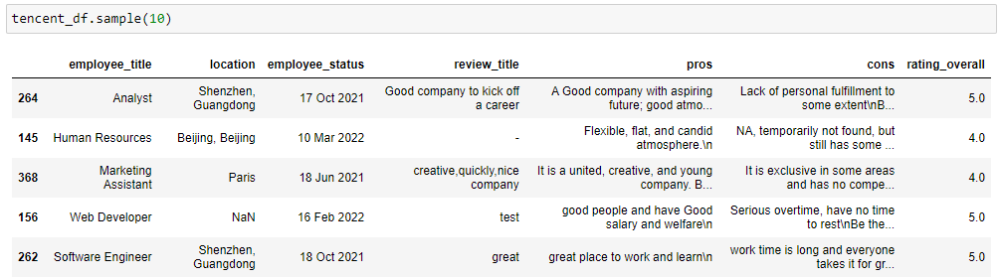 tencent_df.sample(10)
employee_title location employee_status review_title pros cons rating_overall
264 Analyst Shenzhen, Guangdong 17 Oct 2021 Good company to kick off a career A Good company with aspiring future; good atmo... Lack of personal fulfillment to some extent\nB... 5.0
145 Human Resources Beijing, Beijing 10 Mar 2022 - Flexible, flat, and candid atmosphere.\n NA, temporarily not found, but still has some ... 4.0
368 Marketing Assistant Paris 18 Jun 2021 creative,quickly,nice company It is a united, creative, and young company. B... It is exclusive in some areas and has no compe... 4.0
156 Web Developer NaN 16 Feb 2022 test good people and have Good salary and welfare\n Serious overtime, have no time to rest\nBe the... 5.0
262 Software Engineer Shenzhen, Guangdong 18 Oct 2021 great great place to work and learn\n work time is long and everyone takes it for gr... 5.0